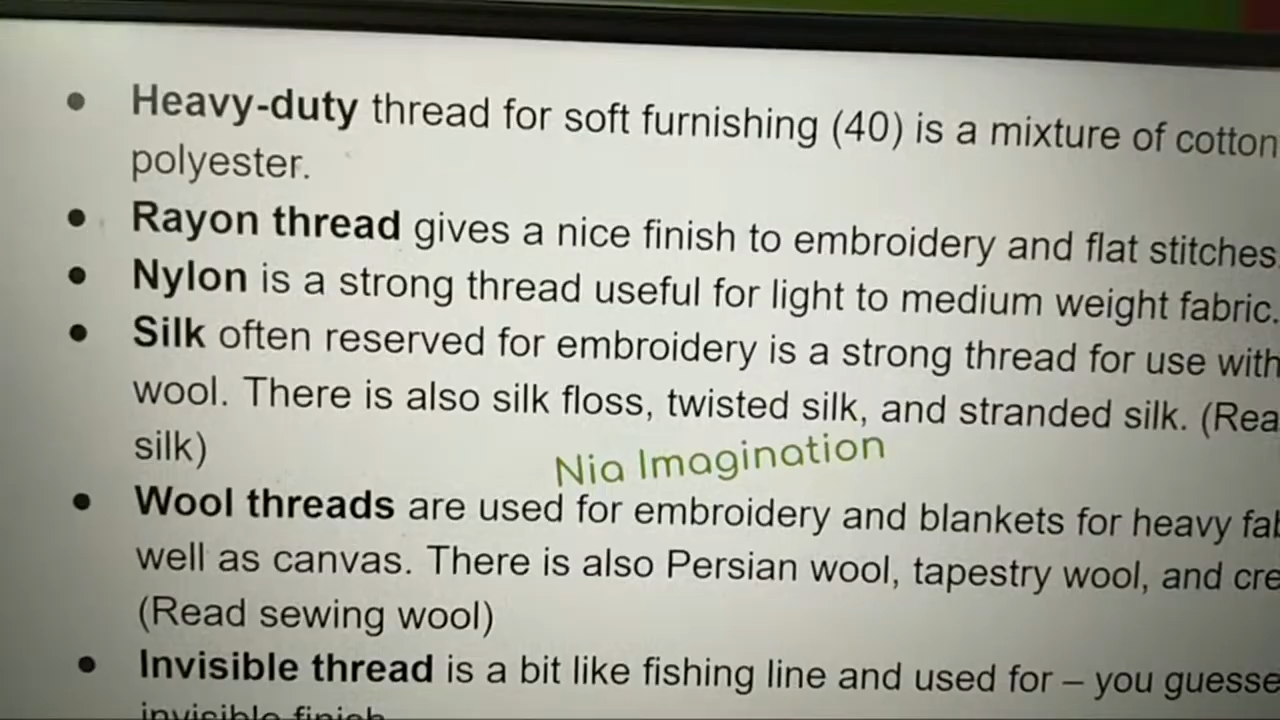 • Heavy-duty thread for soft furnishing (40) is a mixture of cotton
polyester.
• Rayon thread gives a nice finish to embroidery and flat stitches.
• Nylon is a strong thread useful for light to medium weight fabric.
• Silk often reserved for embroidery is a strong thread for use with
wool. There is also silk floss, twisted silk, and stranded silk. (Rea
silk)
Nia Imagination
• Wool threads are used for embroidery and blankets for heavy fab
well as canvas. There is also Persian wool, tapestry wool, and cre
(Read sewing wool)
• Invisible thread is a bit like fishing line and used for – you guesse
invisible finish